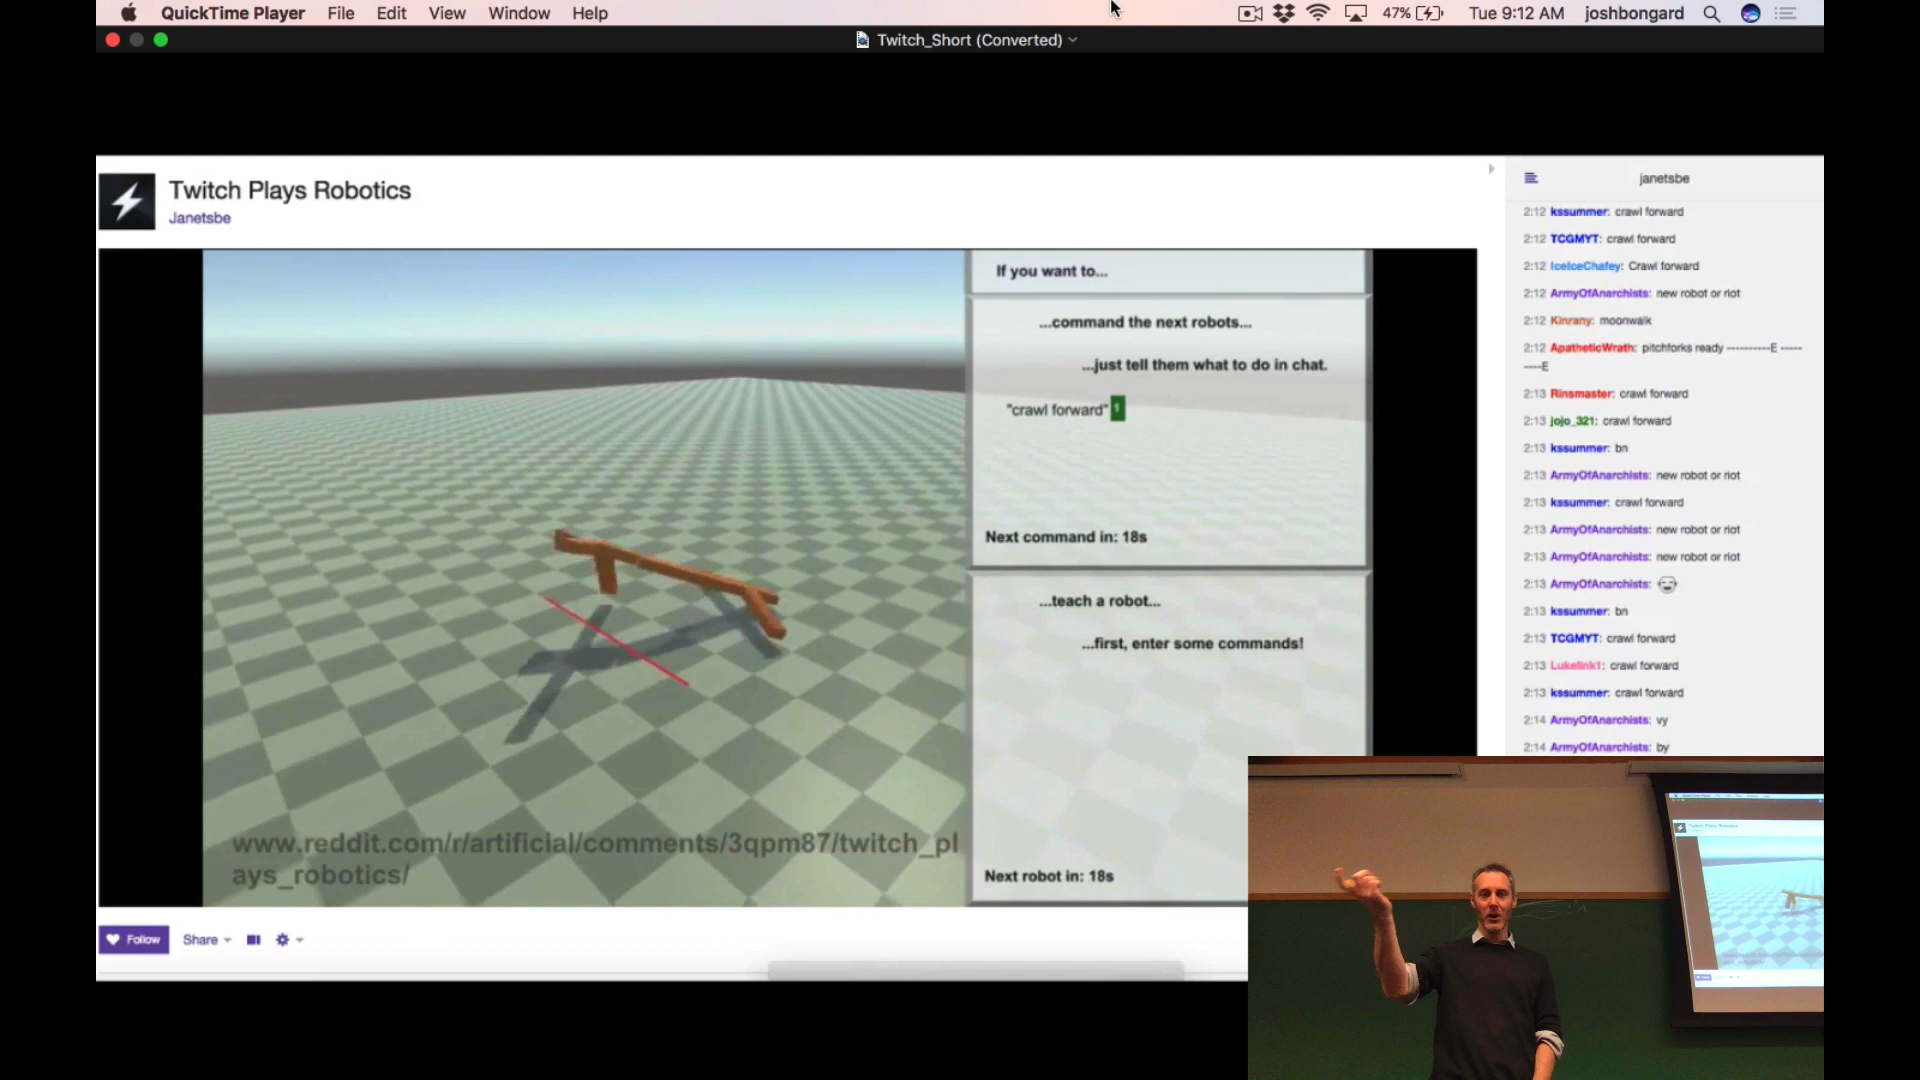 QuickTime Player File Edit View Window Help 47% Tue 9:12 AM joshbongard
Twitch_Short (Converted)
Twitch Plays Robotics
Janetsbe
If you want to...
...command the next robots...
...just tell them what to do in chat.
"crawl forward" 1
Next command in: 18s
...teach a robot...
...first, enter some commands!
Next robot in: 18s
www.reddit.com/r/artificial/comments/3qpm87/twitch_pl
ays_robotics/
Follow Share
janetsbe
2:12 kssummer: crawl forward
2:12 TCGMYT: crawl forward
2:12 IceIceChafey: Crawl forward
2:12 ArmyOfAnarchists: new robot or riot
2:12 Kinrany: moonwalk
2:12 ApatheticWrath: pitchforks ready ----------E -----
----E
2:13 Rinsmaster: crawl forward
2:13 jojo_321: crawl forward
2:13 kssummer: bn
2:13 ArmyOfAnarchists: new robot or riot
2:13 kssummer: crawl forward
2:13 ArmyOfAnarchists: new robot or riot
2:13 ArmyOfAnarchists: new robot or riot
2:13 ArmyOfAnarchists:
2:13 kssummer: bn
2:13 TCGMYT: crawl forward
2:13 Lukelink1: crawl forward
2:13 kssummer: crawl forward
2:14 ArmyOfAnarchists: vy
2:14 ArmyOfAnarchists: by